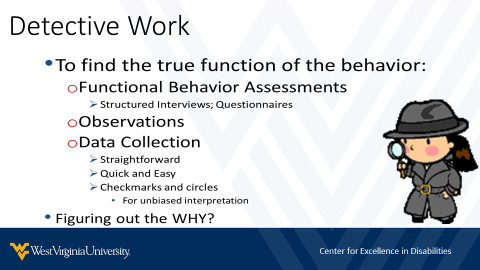 Detective Work
To find the true function of the behavior:
Functional Behavior Assessments
Structured Interviews; Questionnaires
Observations
Data Collection
Straightforward
Quick and Easy
Checkmarks and circles
For unbiased interpretation
Figuring out the WHY?
WestVirginiaUniversity.
Center for Excellence in Disabilities